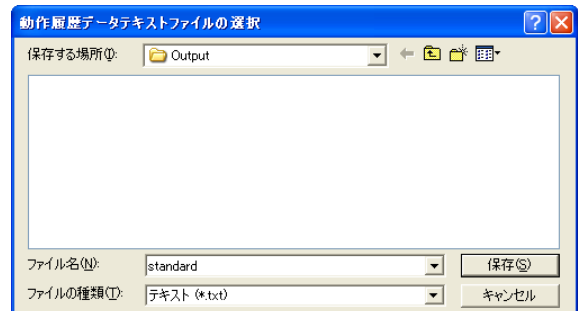 動作履歴データテキストファイルの選択
保存する場所(I):
Output
ファイル名(N):
standard
保存(S)
ファイルの種類(T):
テキスト (*.txt)
キャンセル